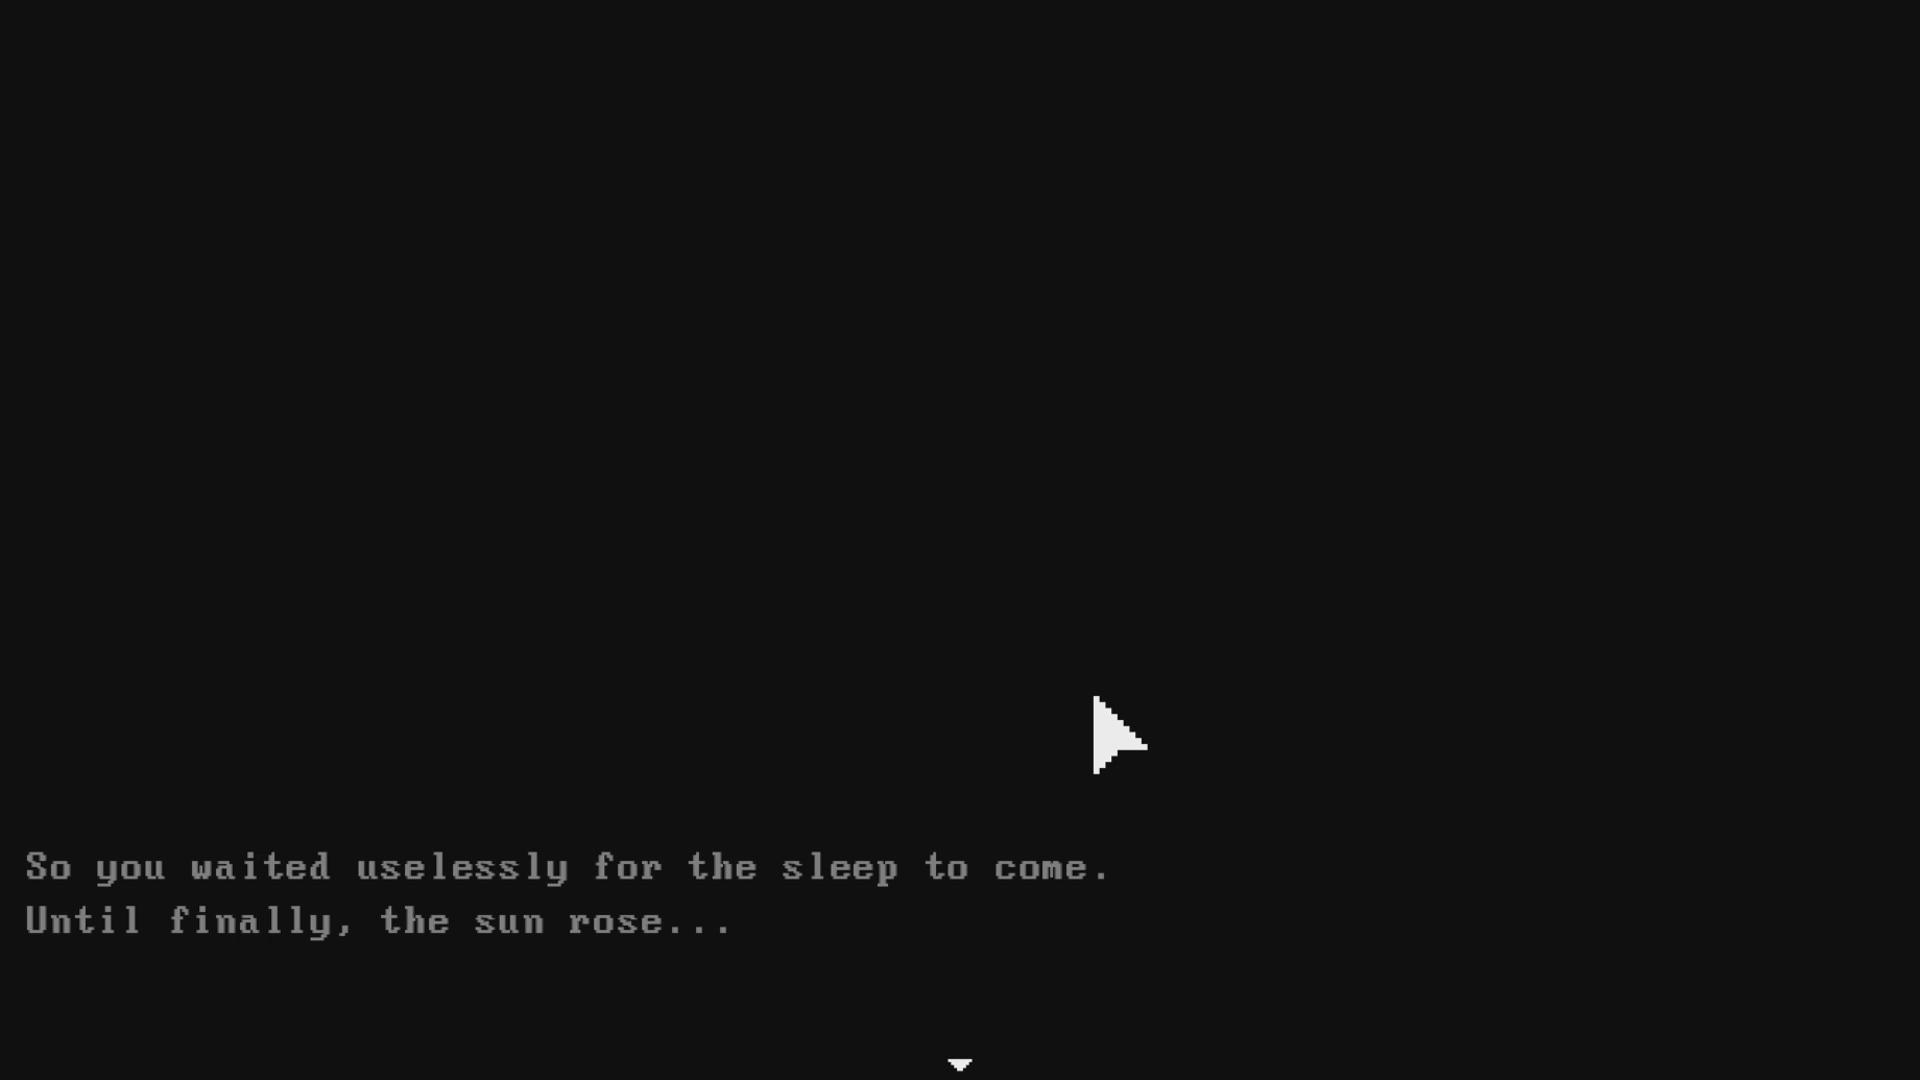 So you waited uselessly for the sleep to come.
Until finally, the sun rose...